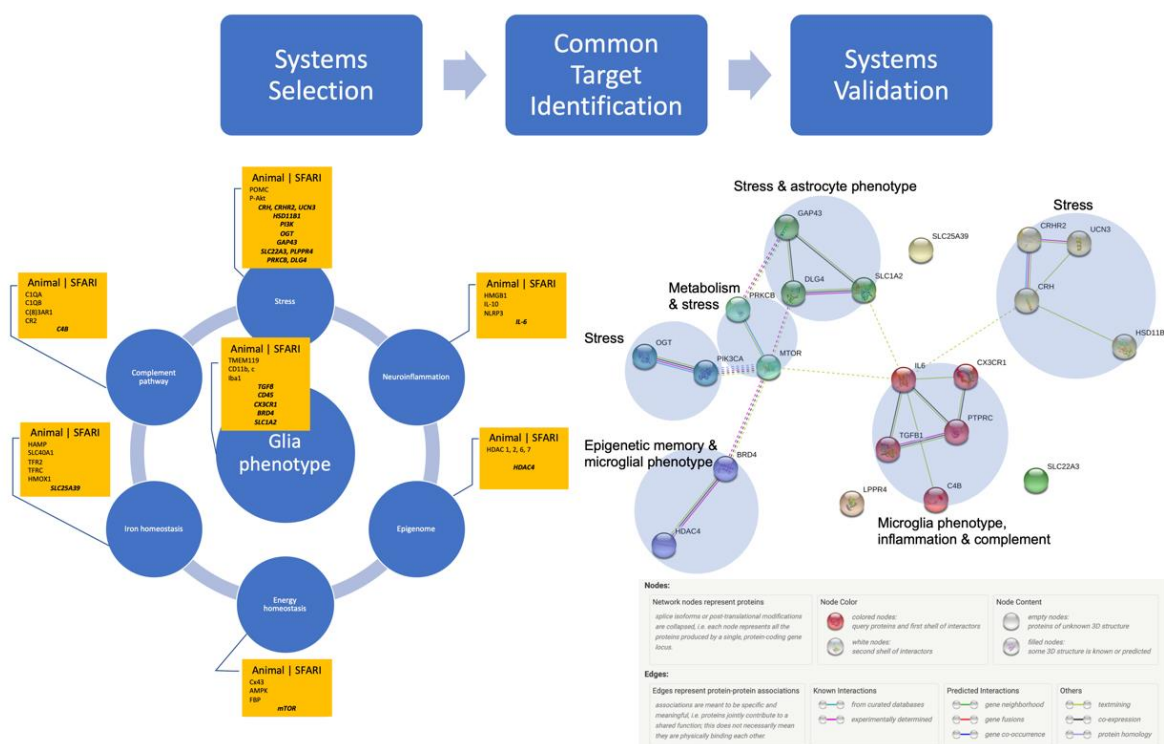 Systems
Selection
Common
Target
Identification
Systems
Validation
Animal | SFARI
POMC
P-Akt
CRH, CRHR2, UCN3
HSD11B1
PI3K
OGT
GAP43
SLC22A3, PLPPR4
PRKCB, DLG4
Stress
Animal | SFARI
C1QA
C1QB
C(8)3AR1
CR2
C4B
Complement
pathway
Animal | SFARI
HMGB1
IL-10
NLRP3
IL-6
Neuroinflammation
Animal | SFARI
TMEM119
CD11b, c
Iba1
TGFB
CD45
CX3CR1
BRD4
SLC1A2
Glia
phenotype
Animal | SFARI
HAMP
SLC40A1
TFR2
TFRC
HMOX1
SLC25A39
Iron homeostasis
Animal | SFARI
HDAC 1, 2, 6, 7
HDAC4
Epigenome
Energy
homeostasis
Animal | SFARI
Cx43
AMPK
FBP
mTOR
Stress & astrocyte phenotype
GAP43
DLG4
SLC1A2
SLC25A39
Stress
CRHR2
UCN3
CRH
HSD11B
Metabolism
& stress
PRKCB
MTOR
Stress
OGT
PIK3CA
IL6
CX3CR1
PTPRC
TGFB1
C4B
SLC22A3
LPPR4
Epigenetic memory &
microglial phenotype
BRD4
HDAC4
Microglia phenotype,
inflammation & complement
Nodes:
Network nodes represent proteins
splice isoforms or post-translational modifications
are collapsed, i.e. each node represents all the
proteins produced by a single, protein-coding gene
locus.
Node Color
colored nodes:
query proteins and first shell of interactors
white nodes:
second shell of interactors
Node Content
empty nodes:
proteins of unknown 3D structure
filled nodes:
some 3D structure is known or predicted
Edges:
Edges represent protein-protein associations
associations are meant to be specific and
meaningful, i.e. proteins jointly contribute to a
shared function; this does not necessarily mean
they are physically binding each other.
Known Interactions
from curated databases
experimentally determined
Predicted Interactions
gene neighborhood
gene fusions
gene co-occurrence
Others
textmining
co-expression
protein homology